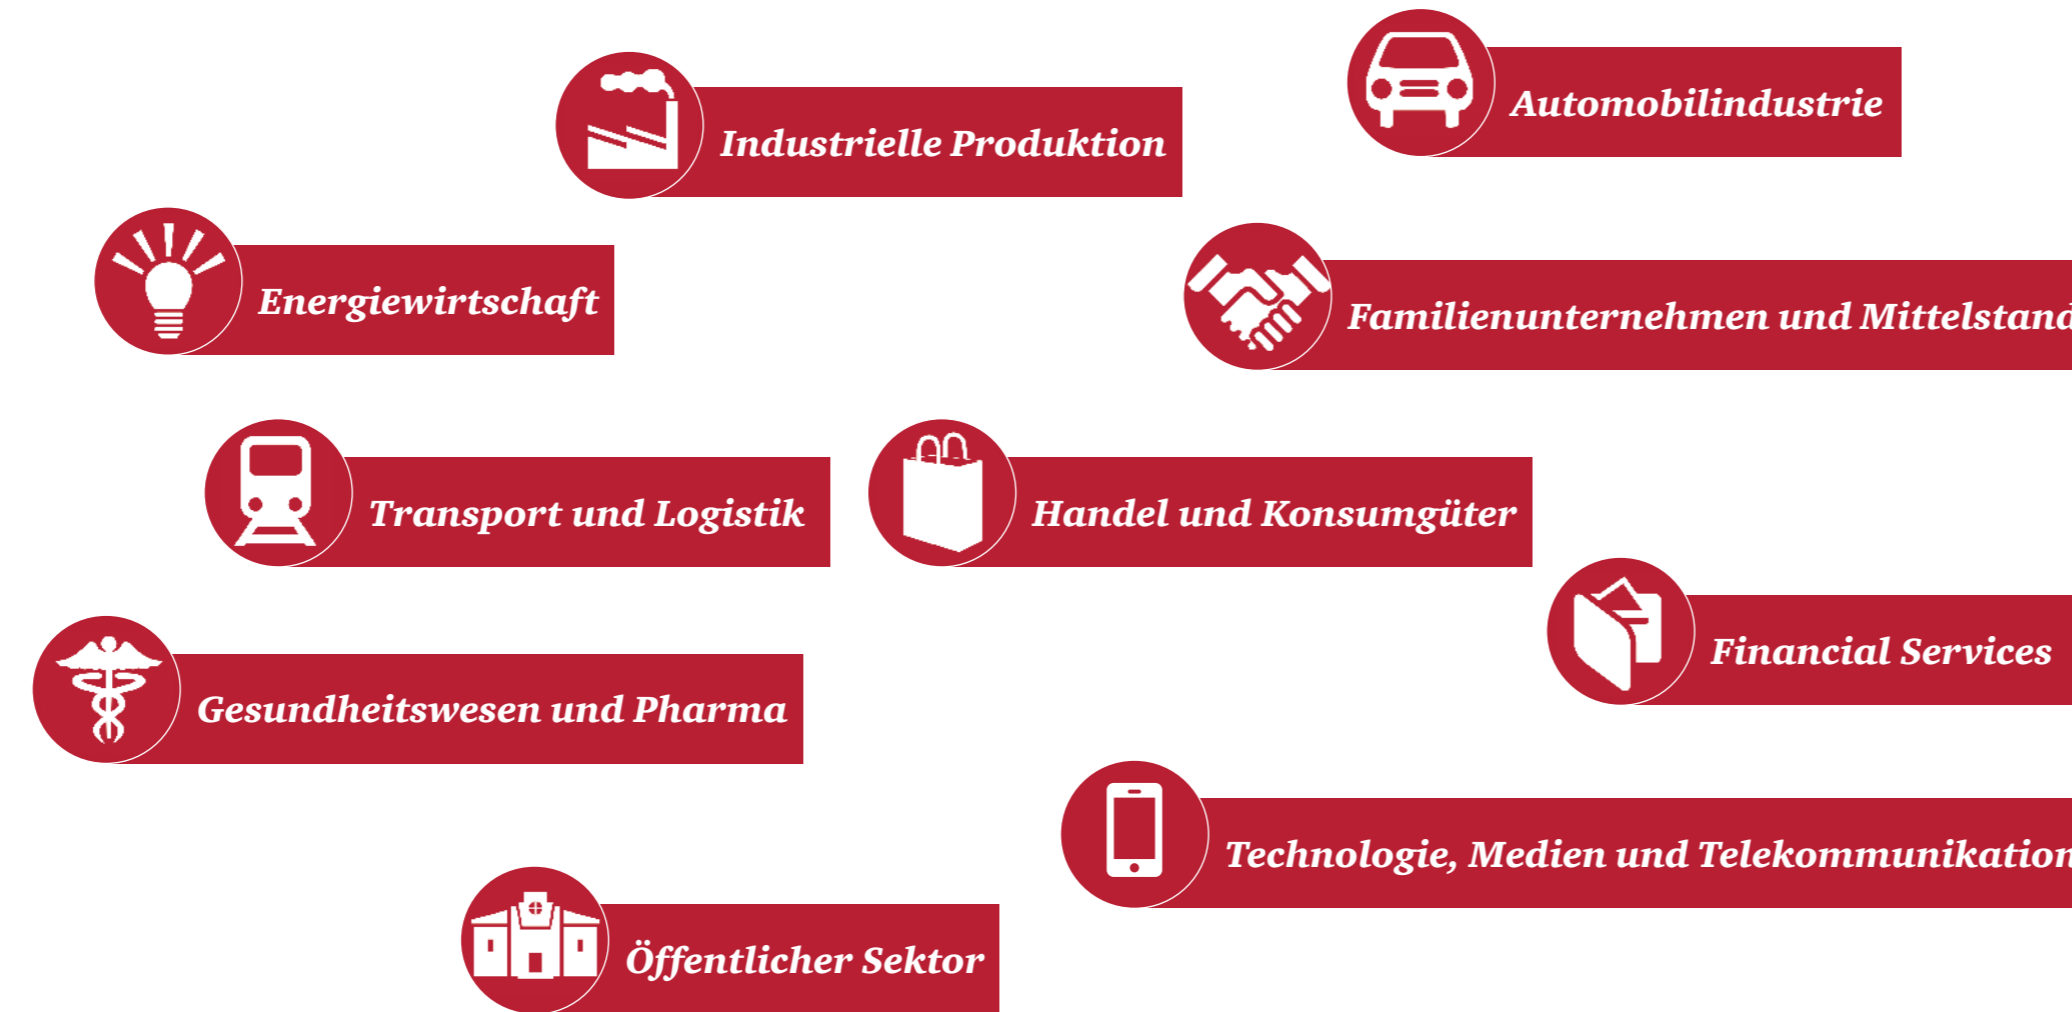 Automobilindustrie
Industrielle Produktion
Energiewirtschaft
Familienunternehmen und Mittelstand
Transport und Logistik
Handel und Konsumgüter
Financial Services
Gesundheitswesen und Pharma
Technologie, Medien und Telekommunikation
Öffentlicher Sektor